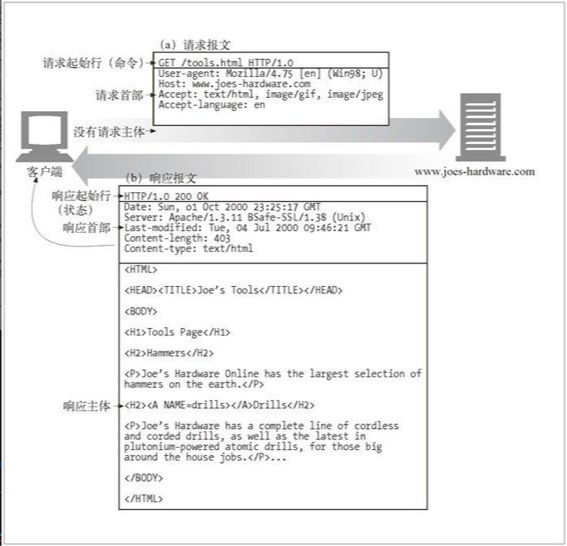 (a) 请求报文
请求起始行（命令）
GET /tools.html HTTP/1.0
User-agent: Mozilla/4.75 [en] (Win98; U)
Host: www.joes-hardware.com
请求首部
Accept: text/html, image/gif, image/jpeg
Accept-language: en
没有请求主体
客户端
www.joes-hardware.com
(b) 响应报文
响应起始行
（状态）
HTTP/1.0 200 OK
Date: Sun, o1 Oct 2000 23:25:17 GMT
Server: Apache/1.3.11 BSafe-SSL/1.38 (Unix)
响应首部
Last-modified: Tue, 04 Jul 2000 09:46:21 GMT
Content-length: 403
Content-type: text/html
<HTML>
<HEAD><TITLE>Joe's Tools</TITLE></HEAD>
<BODY>
<H1>Tools Page</H1>
<H2>Hammers</H2>
<P>Joe's Hardware Online has the largest selection of
hammers on the earth.</P>
响应主体
<H2><A NAME=drills></A>Drills</H2>
<P>Joe's Hardware has a complete line of cordless
and corded drills, as well as the latest in
plutonium-powered atomic drills, for those big
around the house jobs.</P>...
</BODY>
</HTML>